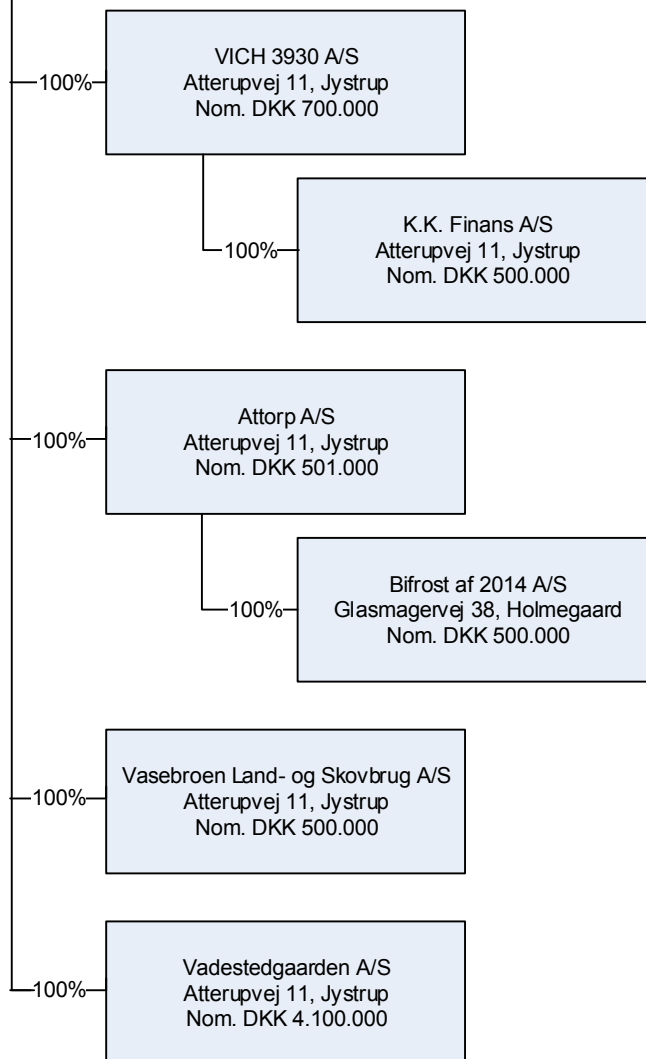 100%
VICH 3930 A/S
Atterupvej 11, Jystrup
Nom. DKK 700.000
100%
K.K. Finans A/S
Atterupvej 11, Jystrup
Nom. DKK 500.000
100%
Attorp A/S
Atterupvej 11, Jystrup
Nom. DKK 501.000
100%
Bifrost af 2014 A/S
Glasmagervej 38, Holmegaard
Nom. DKK 500.000
100%
Vasebroen Land- og Skovbrug A/S
Atterupvej 11, Jystrup
Nom. DKK 500.000
100%
Vadestedgaarden A/S
Atterupvej 11, Jystrup
Nom. DKK 4.100.000